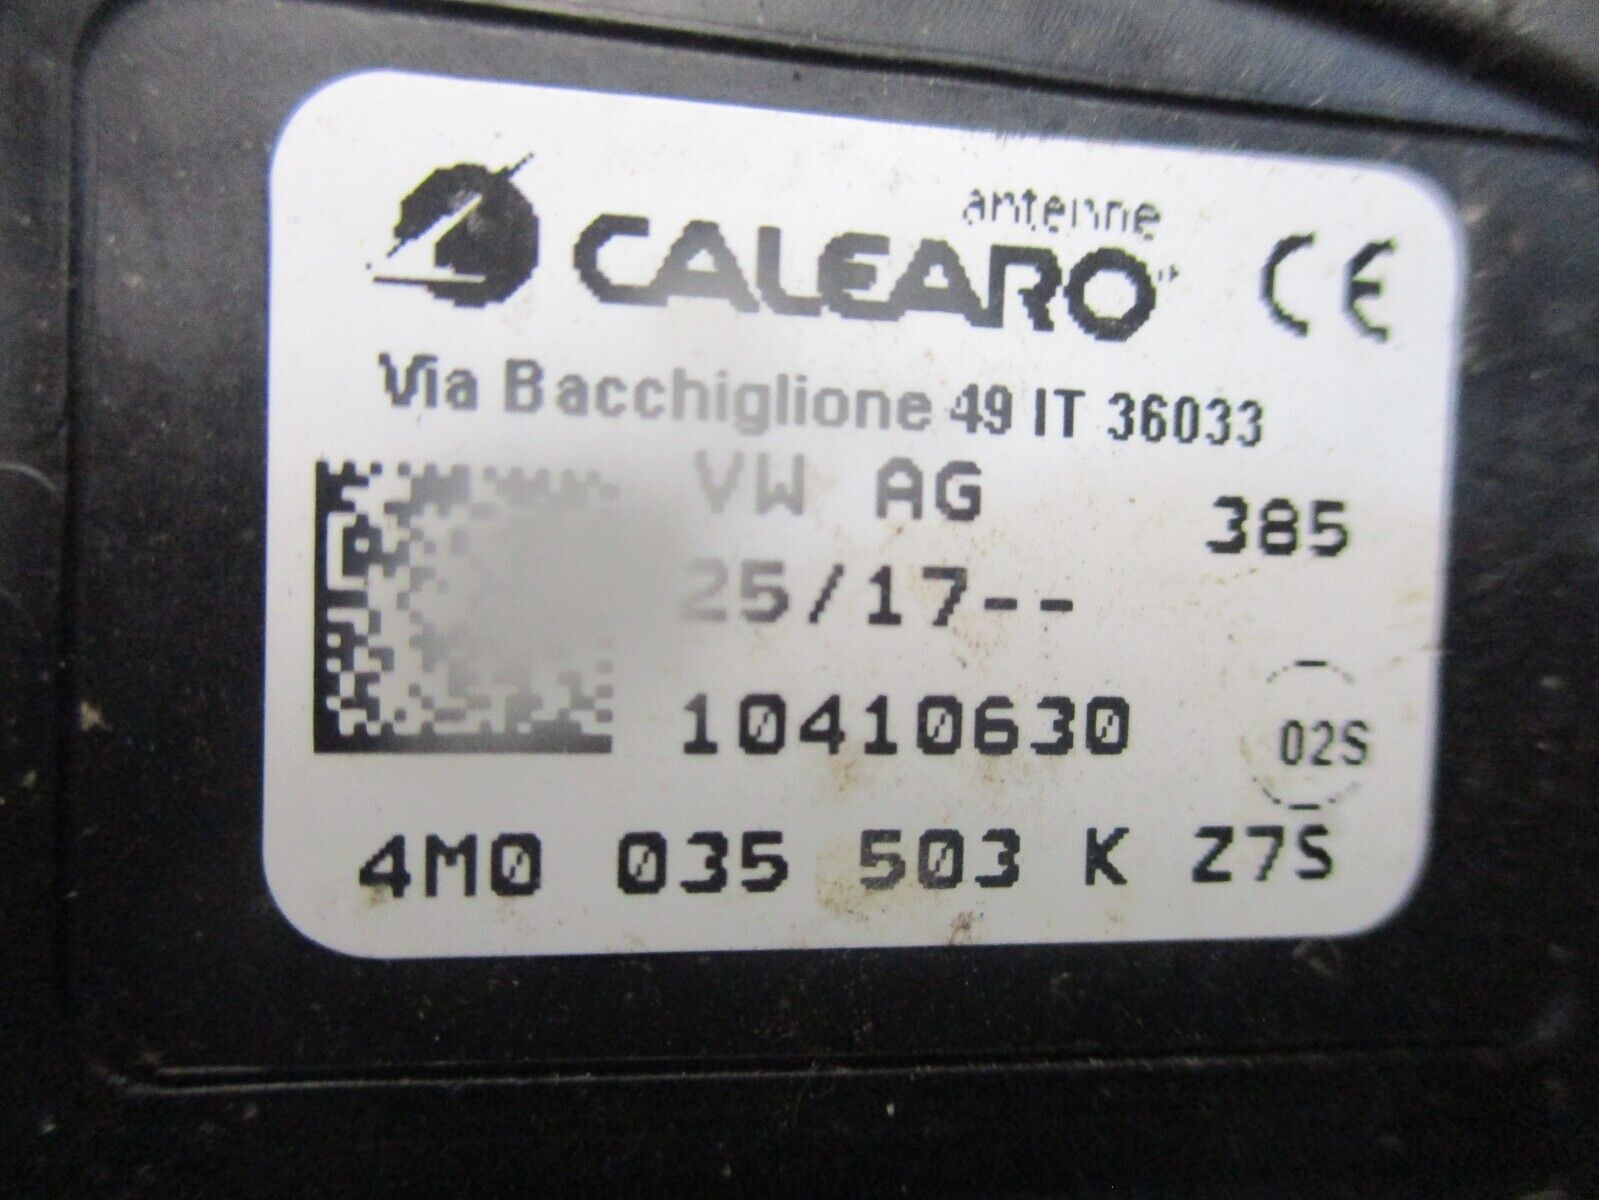 antenne
CALEARO CE
Via Bacchiglione 49 IT 36033
VW AG 385
25/17--
10410630
02S
4M0 035 503 K Z7S